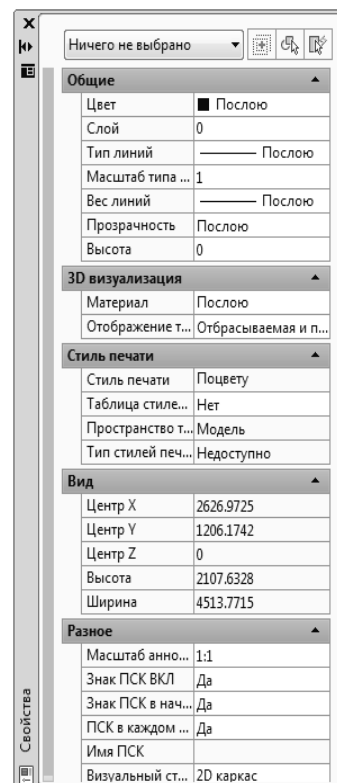 Ничего не выбрано
Общие
Цвет Послою
Слой 0
Тип линий Послою
Масштаб типа ... 1
Вес линий Послою
Прозрачность Послою
Высота 0
3D визуализация
Материал Послою
Отображение т... Отбрасываемая и п...
Стиль печати
Стиль печати Поцвету
Таблица стиле... Нет
Пространство т... Модель
Тип стилей печ... Недоступно
Вид
Центр X 2626.9725
Центр Y 1206.1742
Центр Z 0
Высота 2107.6328
Ширина 4513.7715
Разное
Масштаб анно... 1:1
Знак ПСК ВКЛ Да
Знак ПСК в нач... Да
ПСК в каждом ... Да
Имя ПСК
Визуальный ст... 2D каркас
Свойства